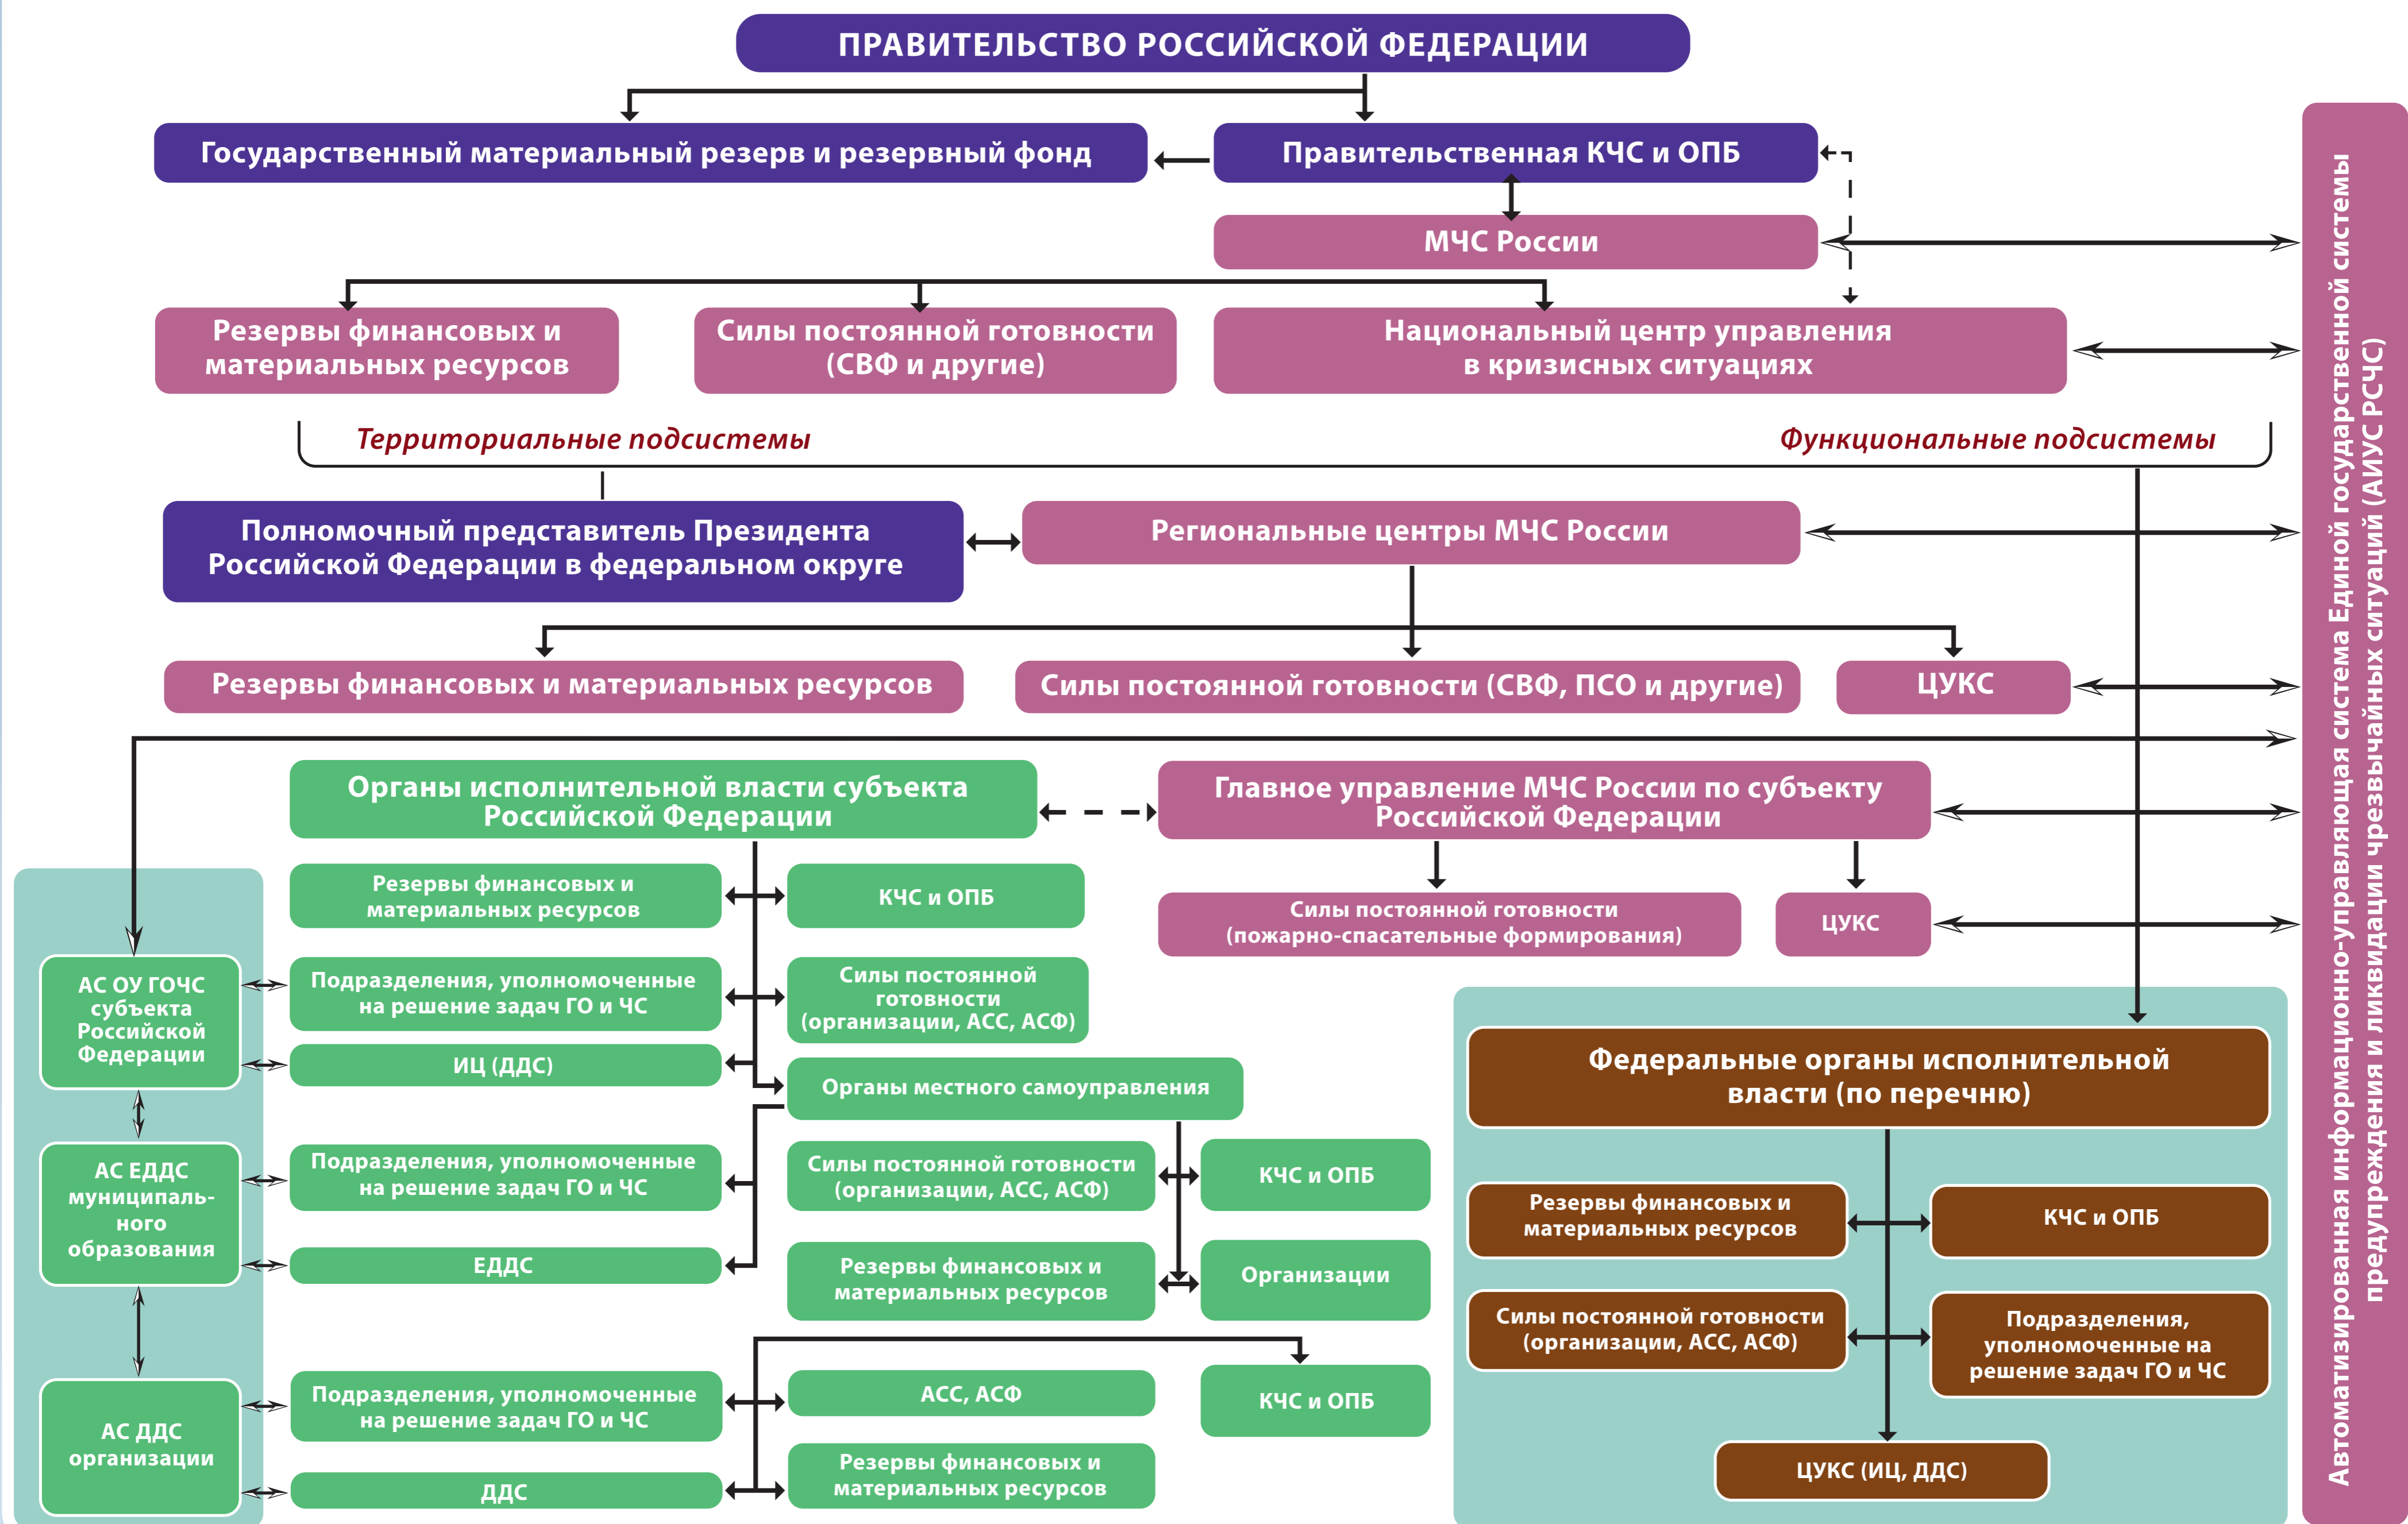 ПРАВИТЕЛЬСТВО РОССИЙСКОЙ ФЕДЕРАЦИИ
Государственный материальный резерв и резервный фонд
Правительственная КЧС и ОПБ
МЧС России
Резервы финансовых и
материальных ресурсов
Силы постоянной готовности
(СВФ и другие)
Национальный центр управления
в кризисных ситуациях
Территориальные подсистемы
Функциональные подсистемы
Полномочный представитель Президента
Российской Федерации в федеральном округе
Региональные центры МЧС России
Резервы финансовых и материальных ресурсов
Силы постоянной готовности (СВФ, ПСО и другие)
ЦУКС
Органы исполнительной власти субъекта
Российской Федерации
Главное управление МЧС России по субъекту
Российской Федерации
Резервы финансовых и
материальных ресурсов
КЧС и ОПБ
Силы постоянной готовности
(пожарно-спасательные формирования)
ЦУКС
АС ОУ ГОЧС
субъекта
Российской
Федерации
Подразделения, уполномоченные
на решение задач ГО и ЧС
Силы постоянной
готовности
(организации, АСС, АСФ)
ИЦ (ДДС)
Органы местного самоуправления
АС ЕДДС
муниципаль-
ного
образования
Подразделения, уполномоченные
на решение задач ГО и ЧС
Силы постоянной готовности
(организации, АСС, АСФ)
КЧС и ОПБ
ЕДДС
Резервы финансовых и
материальных ресурсов
Организации
АС ДДС
организации
Подразделения, уполномоченные
на решение задач ГО и ЧС
АСС, АСФ
КЧС и ОПБ
ДДС
Резервы финансовых и
материальных ресурсов
Федеральные органы исполнительной
власти (по перечню)
Резервы финансовых и
материальных ресурсов
КЧС и ОПБ
Силы постоянной готовности
(организации, АСС, АСФ)
Подразделения,
уполномоченные на
решение задач ГО и ЧС
ЦУКС (ИЦ, ДДС)
Автоматизированная информационно-управляющая система Единой государственной системы
предупреждения и ликвидации чрезвычайных ситуаций (АИУС РСЧС)